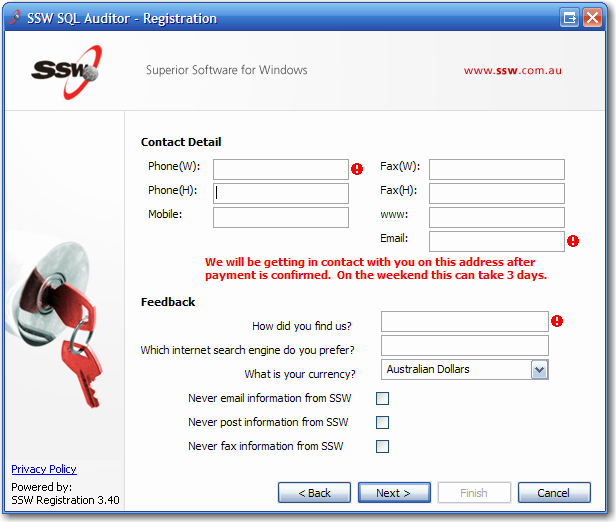 SSW SQL Auditor - Registration
SSW
Superior Software for Windows
www.ssw.com.au
Contact Detail
Phone(W):
Fax(W):
Phone(H):
Fax(H):
Mobile:
www:
Email:
We will be getting in contact with you on this address after
payment is confirmed. On the weekend this can take 3 days.
Feedback
How did you find us?
Which internet search engine do you prefer?
What is your currency?
Australian Dollars
Never email information from SSW
Never post information from SSW
Never fax information from SSW
Privacy Policy
Powered by:
SSW Registration 3.40
< Back
Next >
Finish
Cancel